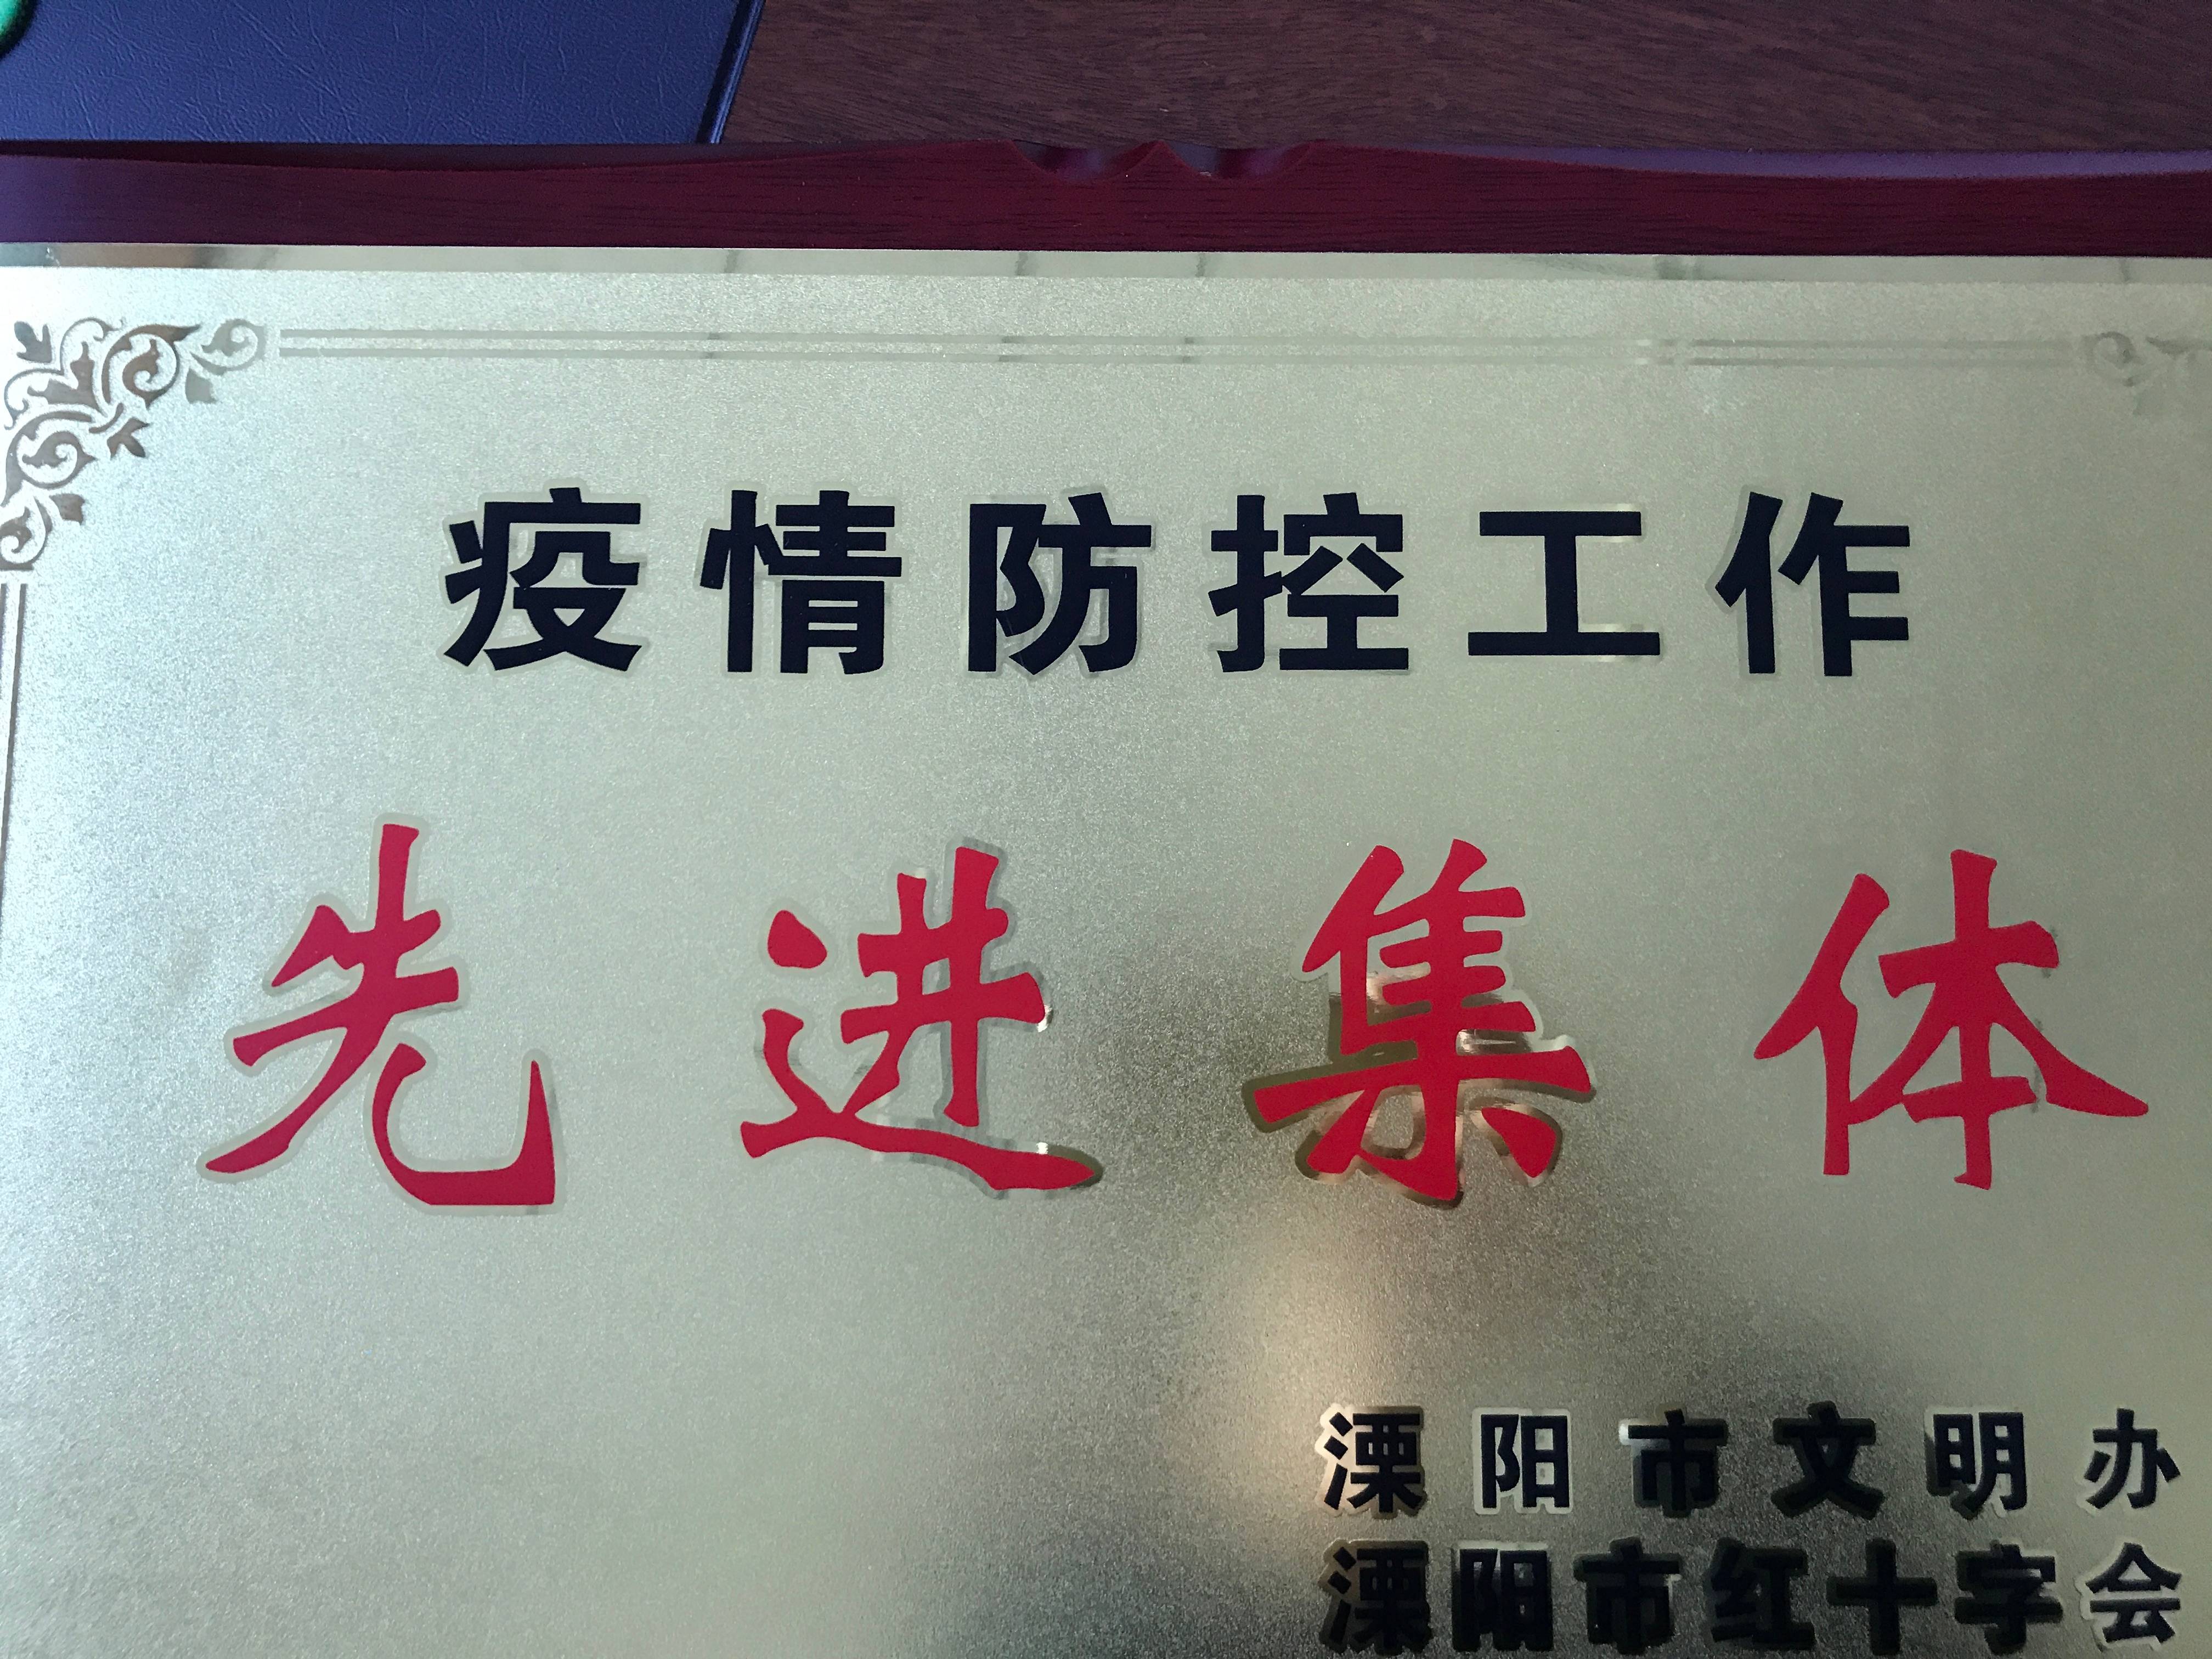 疫情防控工作
先进集体
溧阳市文明办
溧阳市红十字会